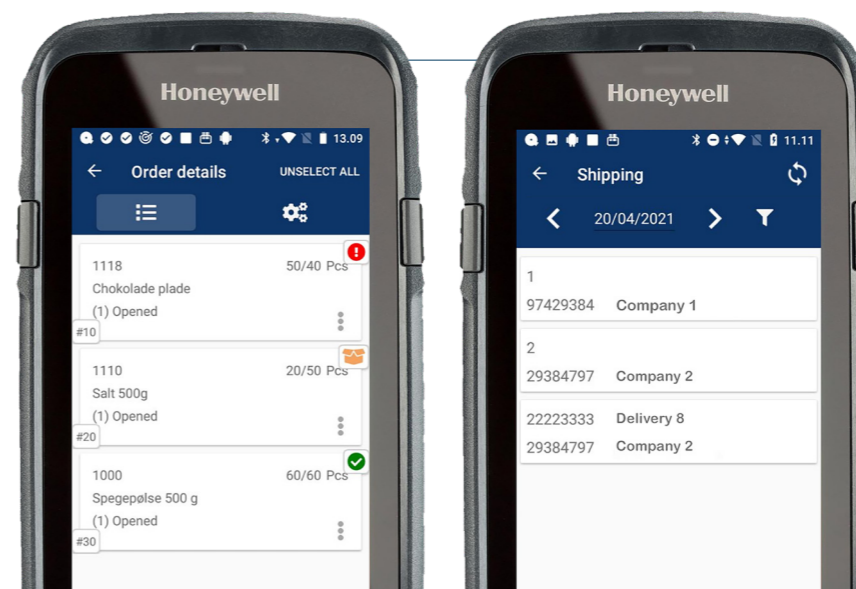 Honeywell
13.09
Order details
UNSELECT ALL
1118
50/40 Pcs
Chokolade plade
(1) Opened
#10
1110
20/50 Pcs
Salt 500g
(1) Opened
#20
1000
60/60 Pcs
Spegepølse 500 g
(1) Opened
#30
Honeywell
11.11
Shipping
20/04/2021
1
97429384 Company 1
2
29384797 Company 2
22223333 Delivery 8
29384797 Company 2